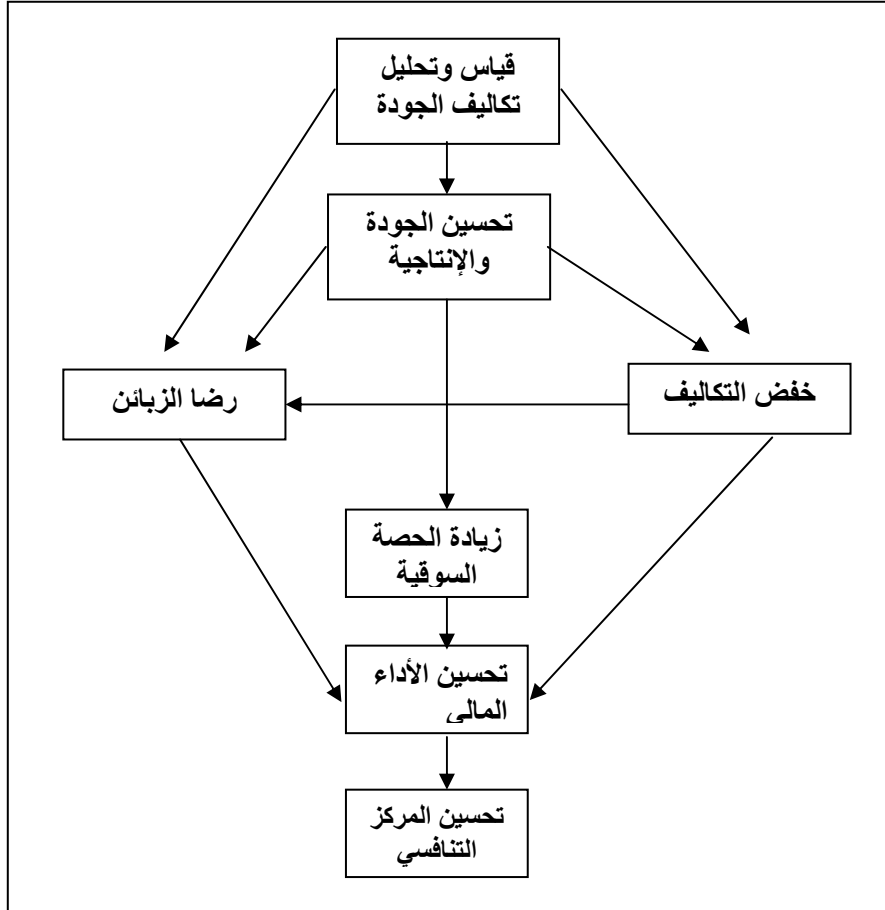 قياس وتحليل
تكاليف الجودة
تحسين الجودة
والإنتاجية
خفض التكاليف
رضا الزبائن
زيادة الحصة
السوقية
تحسين الأداء
المالي
تحسين المركز
التنافسي